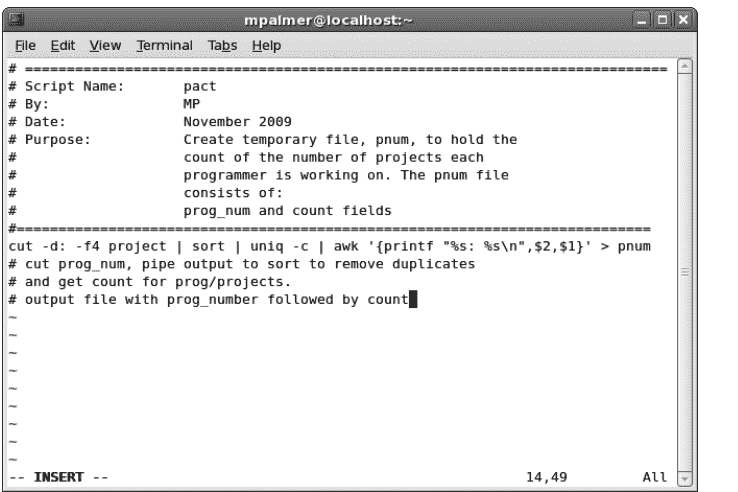 mpalmer@localhost:~
File Edit View Terminal Tabs Help
# ==============================================================================
# Script Name:       pact
# By:                MP
# Date:              November 2009
# Purpose:           Create temporary file, pnum, to hold the
#                    count of the number of projects each
#                    programmer is working on. The pnum file
#                    consists of:
#                    prog_num and count fields
#=============================================================================
cut -d: -f4 project | sort | uniq -c | awk '{printf "%s: %s\n",$2,$1}' > pnum
# cut prog_num, pipe output to sort to remove duplicates
# and get count for prog/projects.
# output file with prog_number followed by count
~
~
~
~
~
~
~
~
~
-- INSERT --                                                  14,49         All